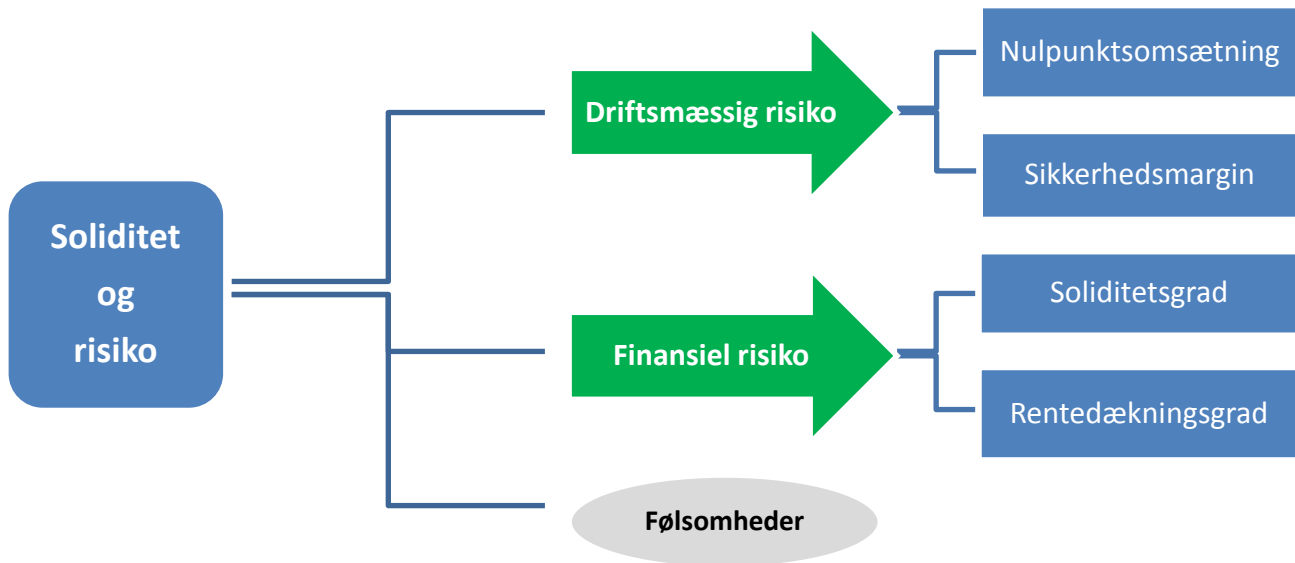 Soliditet
og
risiko
Driftsmæssig risiko
Nulpunktsomsætning
Sikkerhedsmargin
Finansiel risiko
Soliditetsgrad
Rentedækningsgrad
Følsomheder